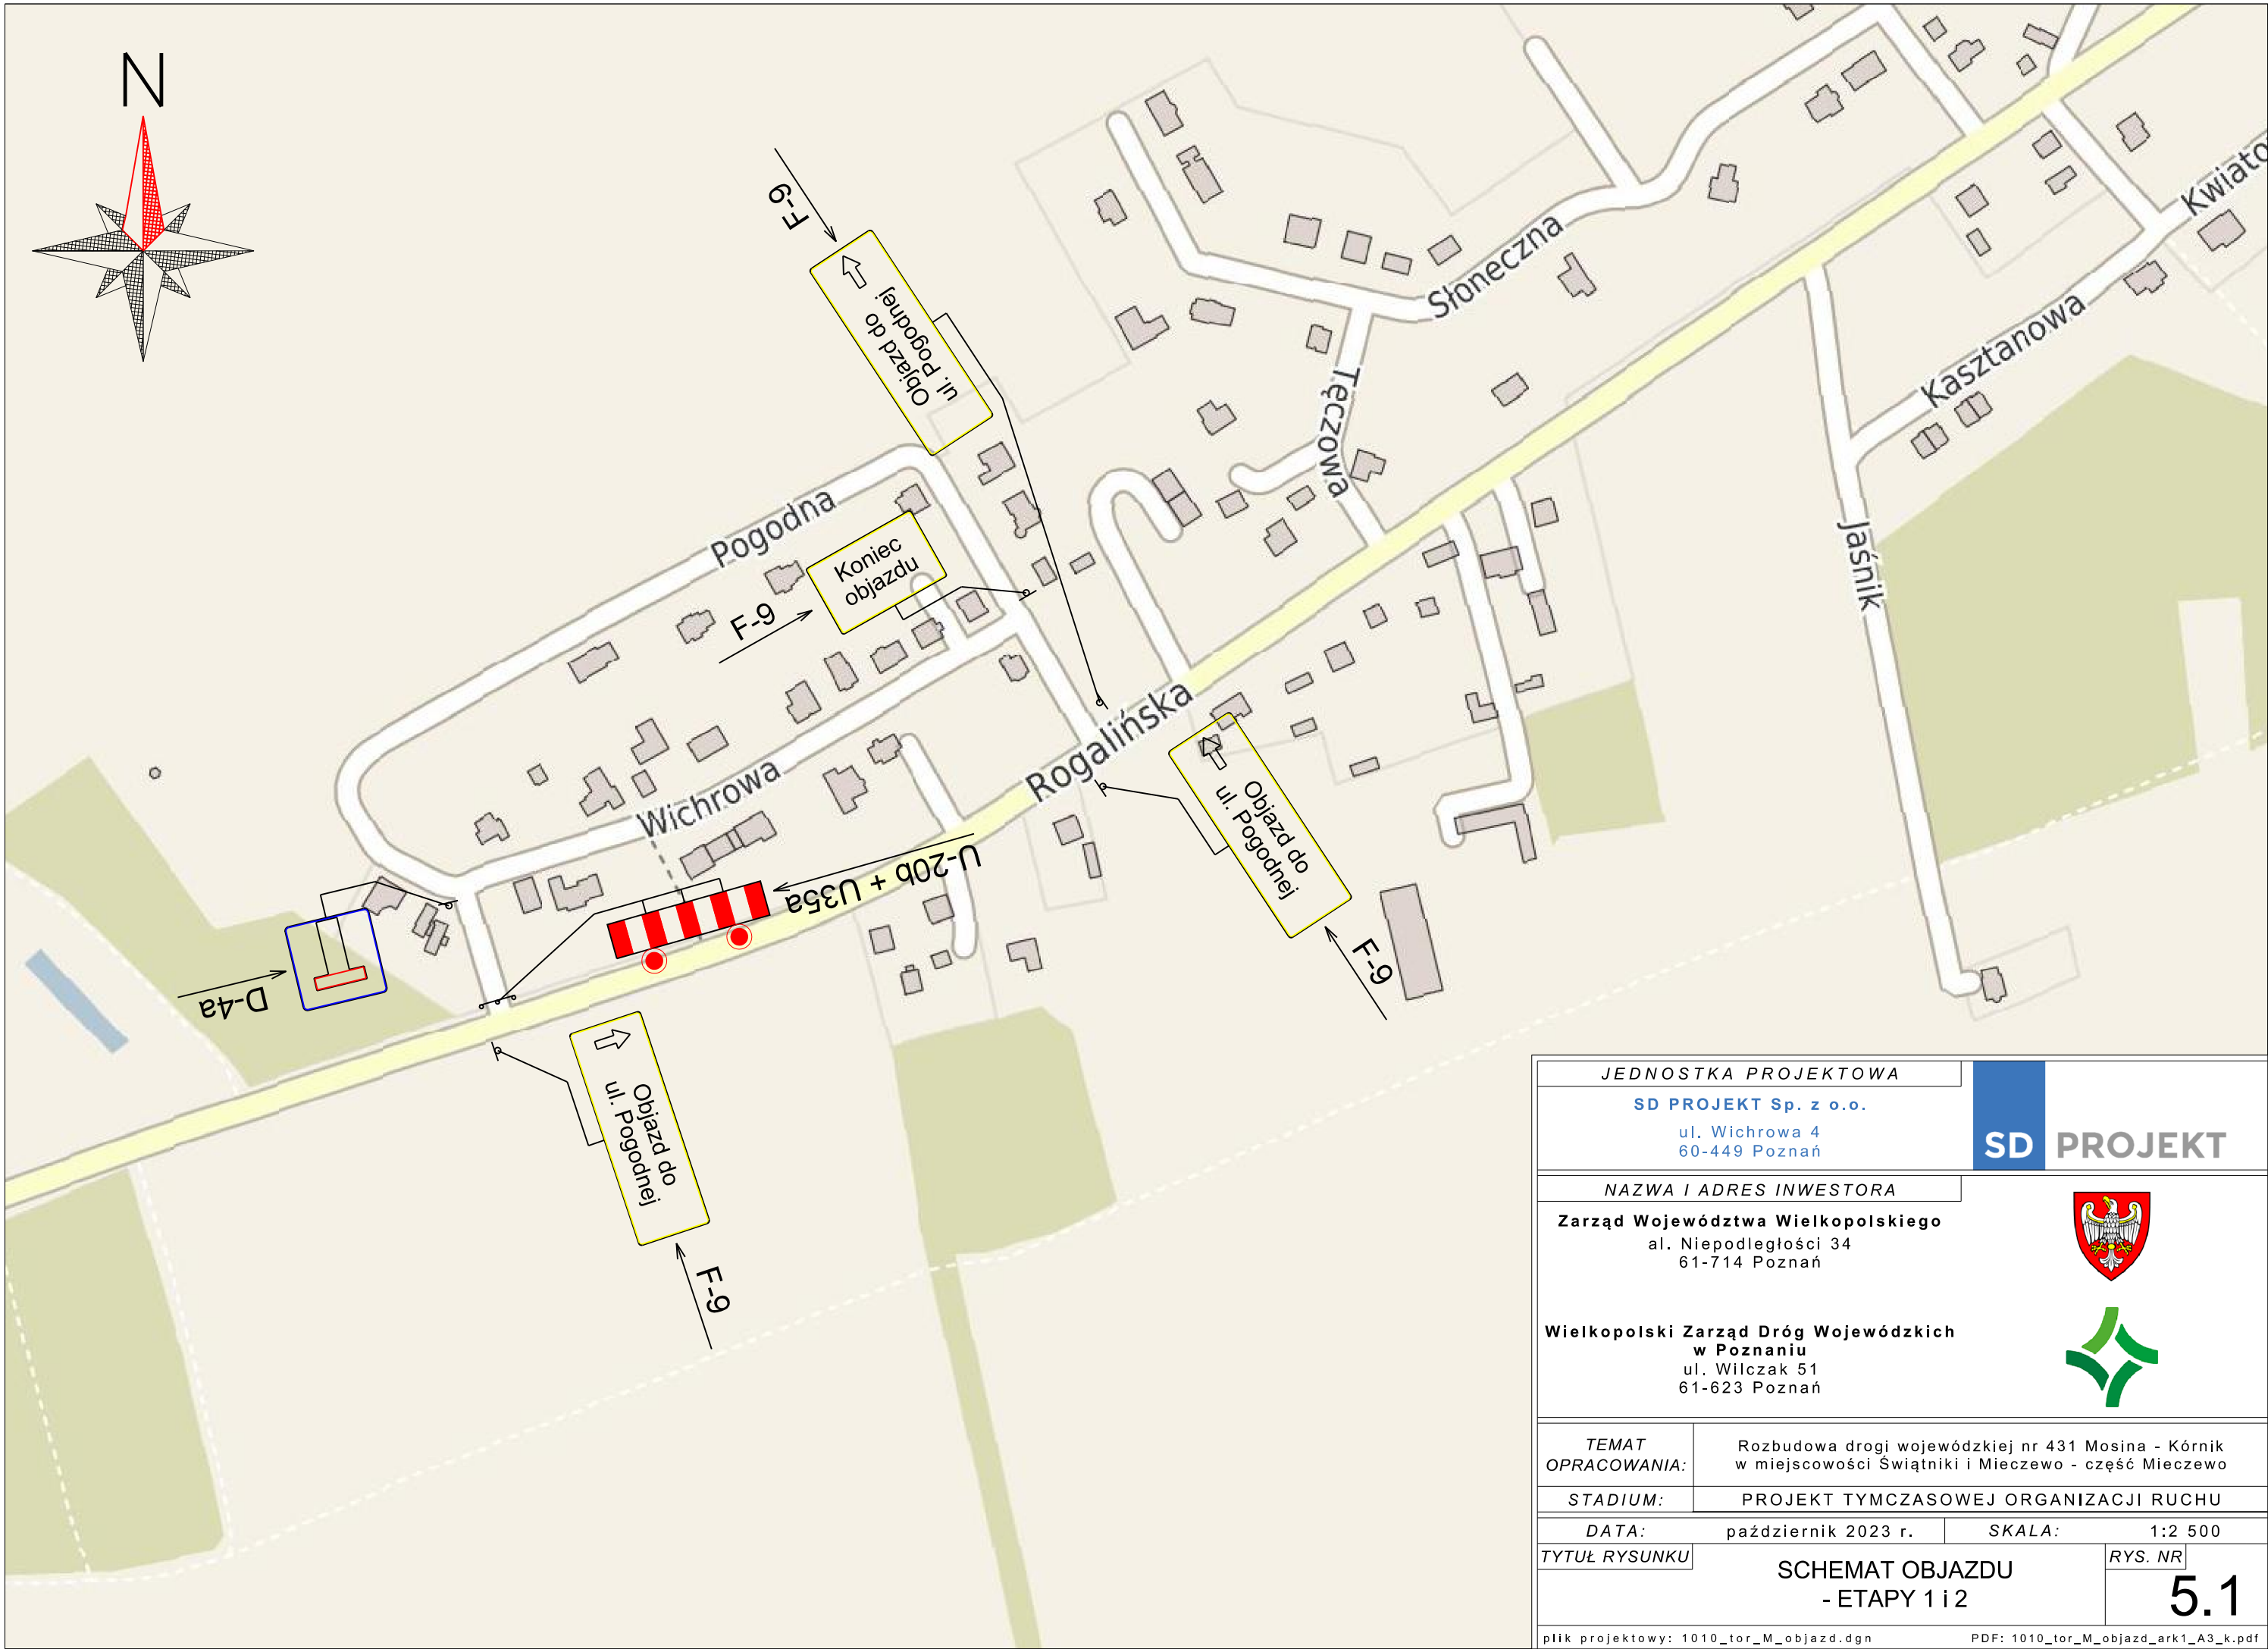 N
F-9
Objazd do
ul. Pogodnej
Słoneczna
Kwiato
Kasztanowa
Tęczowa
Jaśnik
Pogodna
Koniec
objazdu
F-9
Rogalińska
Wichrowa
U-20b + U35a
D-4a
Objazd do
ul. Pogodnej
F-9
Objazd do
ul. Pogodnej
F-9
JEDNOSTKA PROJEKTOWA
SD PROJEKT Sp. z o.o.
ul. Wichrowa 4
60-449 Poznań
SD PROJEKT
NAZWA I ADRES INWESTORA
Zarząd Województwa Wielkopolskiego
al. Niepodległości 34
61-714 Poznań
Wielkopolski Zarząd Dróg Wojewódzkich
w Poznaniu
ul. Wilczak 51
61-623 Poznań
TEMAT
OPRACOWANIA:
Rozbudowa drogi wojewódzkiej nr 431 Mosina - Kórnik
w miejscowości Świątniki i Mieczewo - część Mieczewo
STADIUM:
PROJEKT TYMCZASOWEJ ORGANIZACJI RUCHU
DATA:
październik 2023 r.
SKALA:
1:2 500
TYTUŁ RYSUNKU
SCHEMAT OBJAZDU
- ETAPY 1 i 2
RYS. NR
5.1
plik projektowy: 1010_tor_M_objazd.dgn
PDF: 1010_tor_M_objazd_ark1_A3_k.pdf